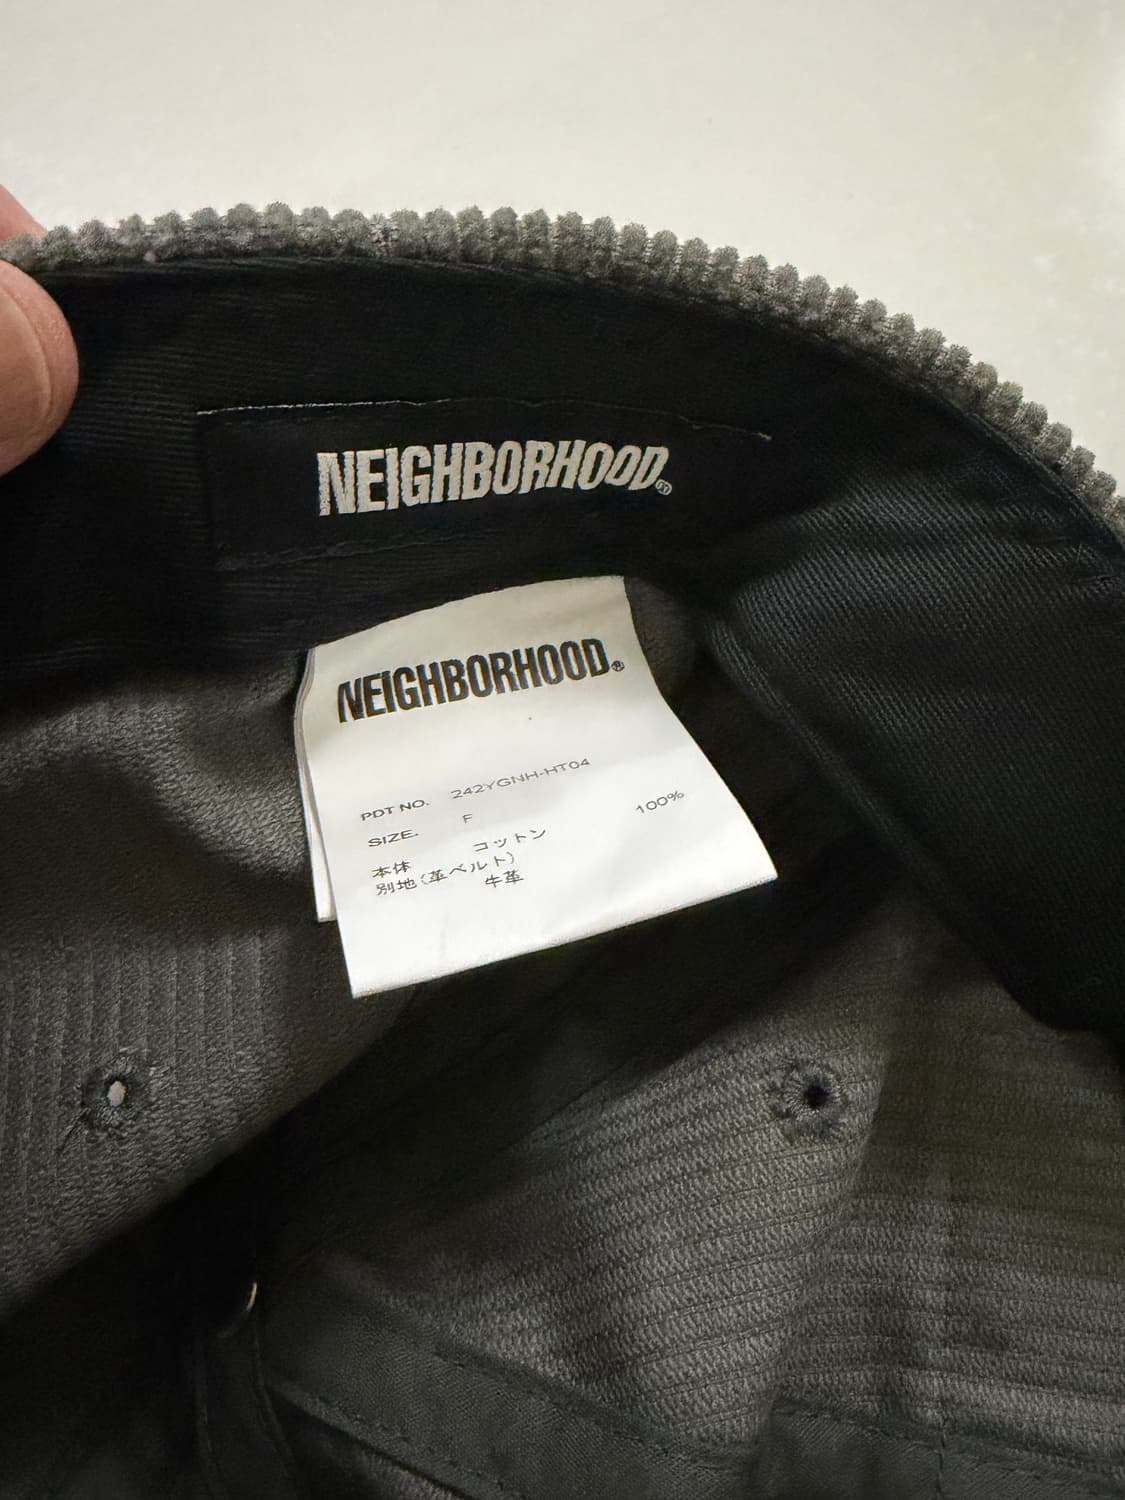 NEIGHBORHOOD®
NEIGHBORHOOD®
PDT NO. 242YGNH-HT04
SIZE. F
本体 コットン 100%
別地(革ベルト)
牛革